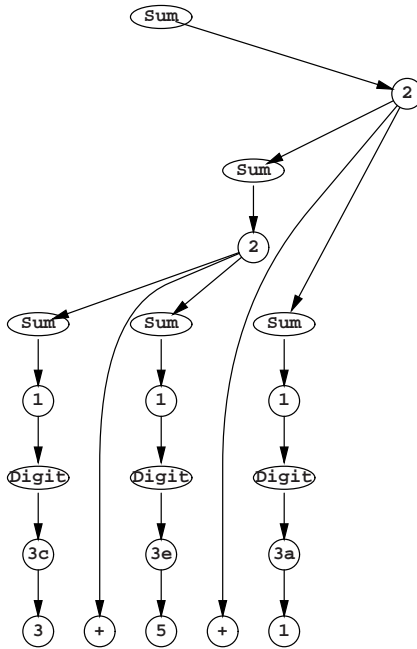 Sum
2
Sum
2
Sum Sum Sum
1 1 1
Digit Digit Digit
3c 3e 3a
3 + 5 + 1